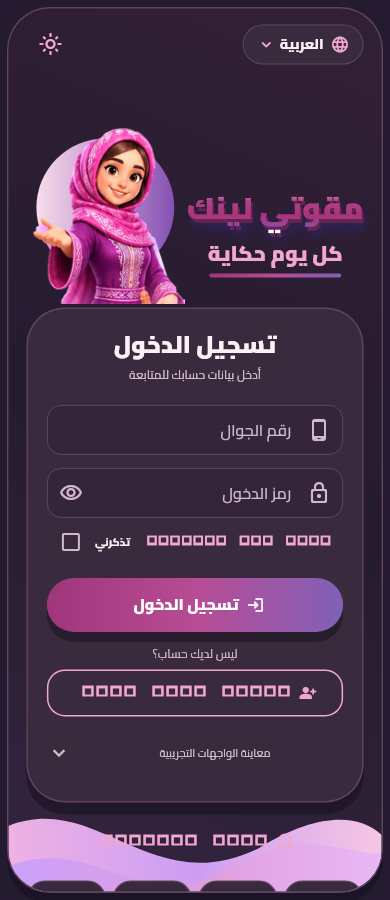 العربية
مقوتي لينك
كل يوم حكاية
تسجيل الدخول
أدخل بيانات حسابك للمتابعة
رقم الجوال
رمز الدخول
تذكرني
تسجيل الدخول
ليس لديك حساب؟
معاينة الواجهات التجريبية